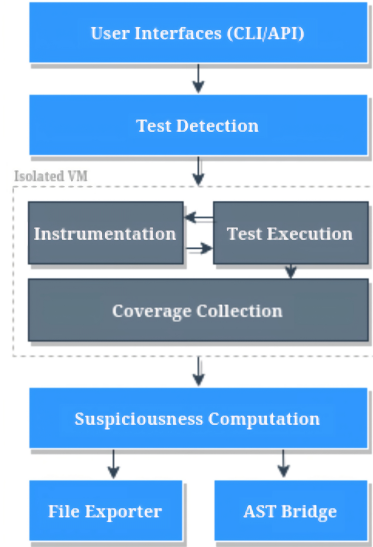 User Interfaces (CLI/API)
Test Detection
Isolated VM
Instrumentation
Test Execution
Coverage Collection
Suspiciousness Computation
File Exporter
AST Bridge